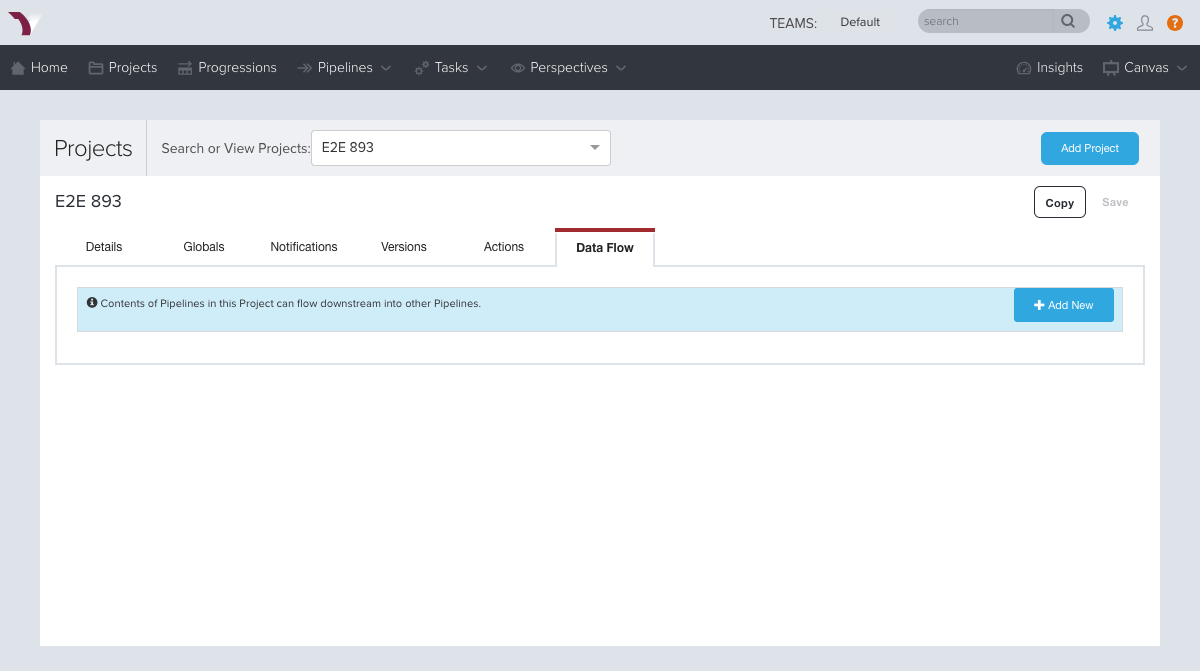 TEAMS: Default search ?
Home Projects Progressions Pipelines Tasks Perspectives Insights Canvas
Projects Search or View Projects: E2E 893 Add Project
E2E 893 Copy Save
Details Globals Notifications Versions Actions Data Flow
Contents of Pipelines in this Project can flow downstream into other Pipelines. Add New